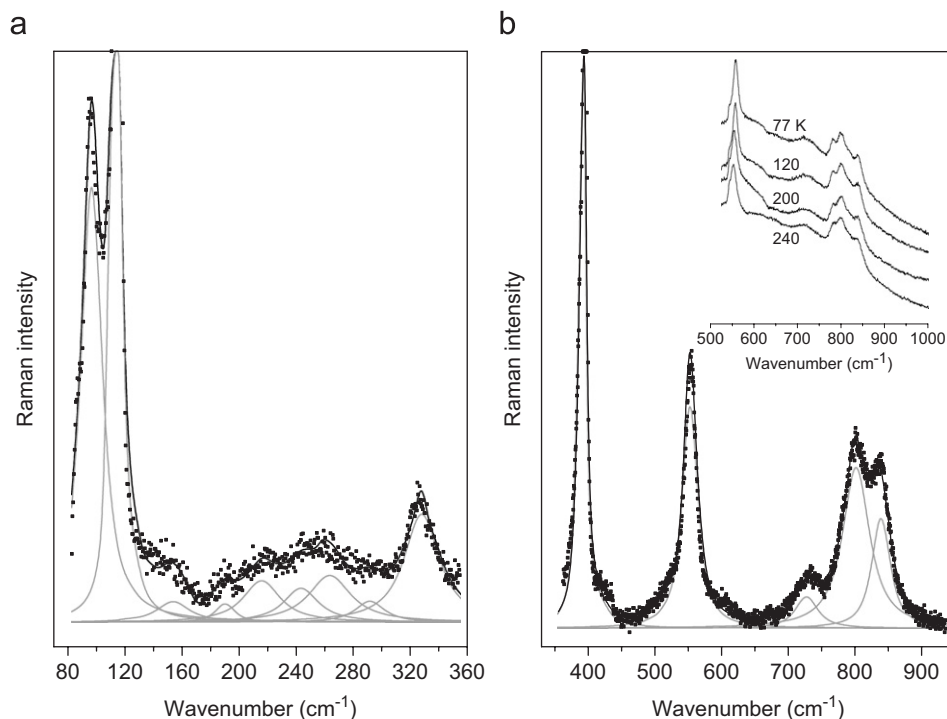 a
b
77 K
120
200
240
500 600 700 800 900 1000
Wavenumber (cm-1)
Raman intensity
Raman intensity
80 120 160 200 240 280 320 360
400 500 600 700 800 900
Wavenumber (cm-1)
Wavenumber (cm-1)